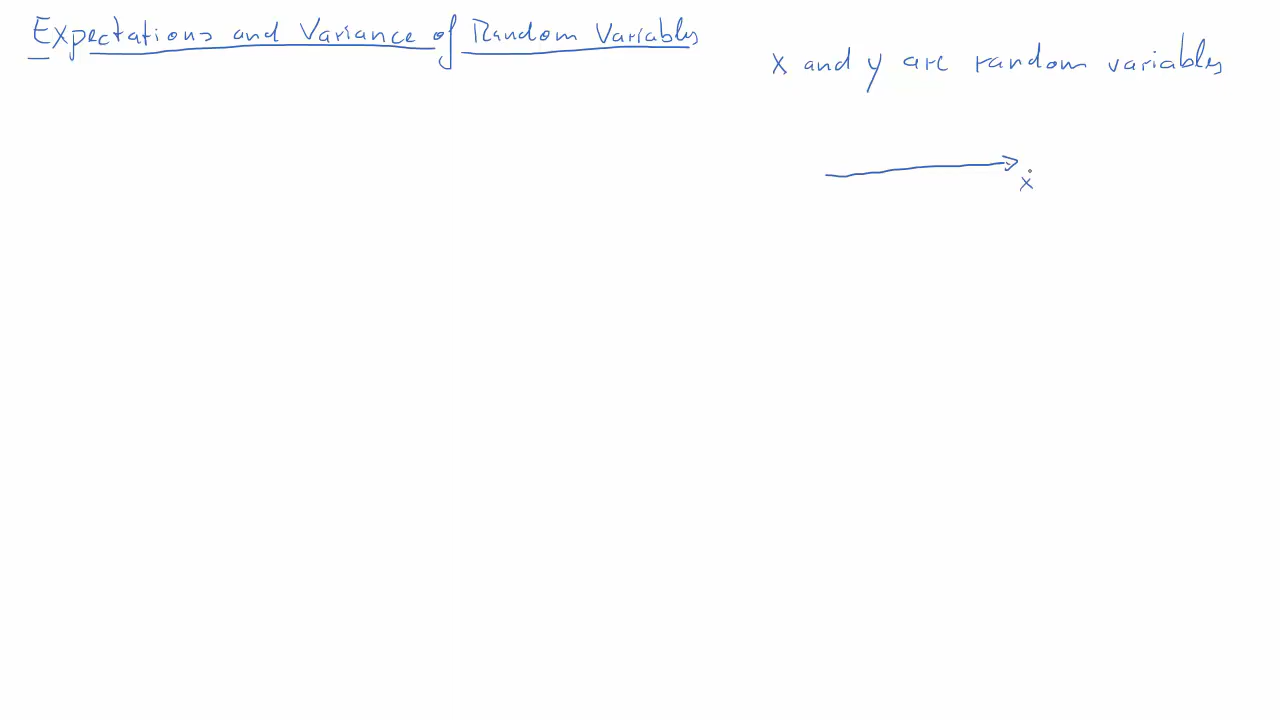 Expectations and Variance of Random Variables
x and y are random variables
x